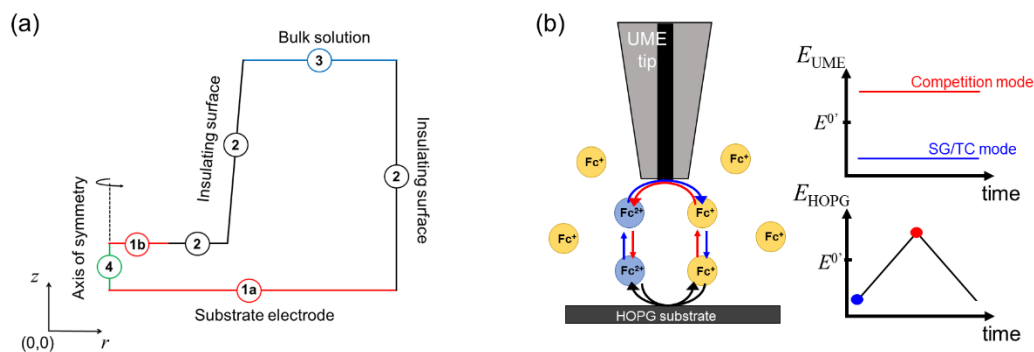 (a)
Bulk solution
3
Insulating surface
2
Insulating surface
2
Axis of symmetry
1b
2
4
1a
Substrate electrode
z
(0,0)
r
(b)
UME
tip
Fc⁺
Fc⁺
Fc²⁺
Fc⁺
Fc⁺
Fc⁺
Fc²⁺
Fc⁺
HOPG substrate
E_UME
Competition mode
E⁰'
SG/TC mode
time
E_HOPG
E⁰'
time